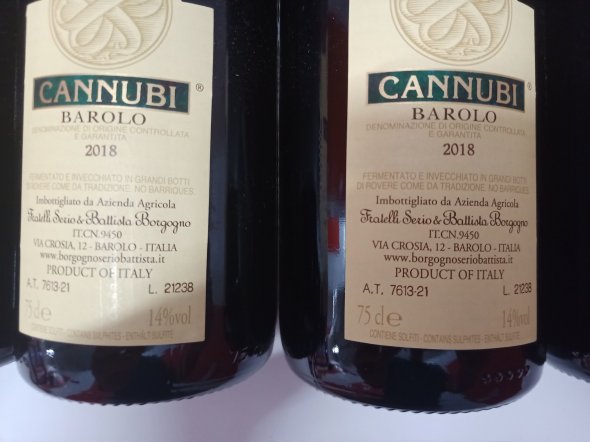 CANNUBI ®
BAROLO
DENOMINAZIONE DI ORIGINE CONTROLLATA
E GARANTITA
2018
FERMENTATO E INVECCHIATO IN GRANDI BOTTI
DI ROVERE COME DA TRADIZIONE. NO BARRIQUES.
Imbottigliato da Azienda Agricola
Fratelli Serio & Battista Borgogno
IT.CN.9450
VIA CROSIA, 12 - BAROLO - ITALIA
www.borgognoseriobattista.it
PRODUCT OF ITALY
A.T. 7613-21 L. 21238
75 cl e 14%vol
CONTIENE SOLFITI - CONTAINS SULPHITES - ENTHÄLT SULFITE
CANNUBI ®
BAROLO
DENOMINAZIONE DI ORIGINE CONTROLLATA
E GARANTITA
2018
FERMENTATO E INVECCHIATO IN GRANDI BOTTI
DI ROVERE COME DA TRADIZIONE. NO BARRIQUES
Imbottigliato da Azienda Agricola
Fratelli Serio & Battista Borgogno
IT.CN.9450
VIA CROSIA, 12 - BAROLO - ITALIA
www.borgognoseriobattista.it
PRODUCT OF ITALY
A.T. 7613-21 L. 21238
75 cl e 14%vol
CONTIENE SOLFITI - CONTAINS SULPHITES - ENTHÄLT SULFITE